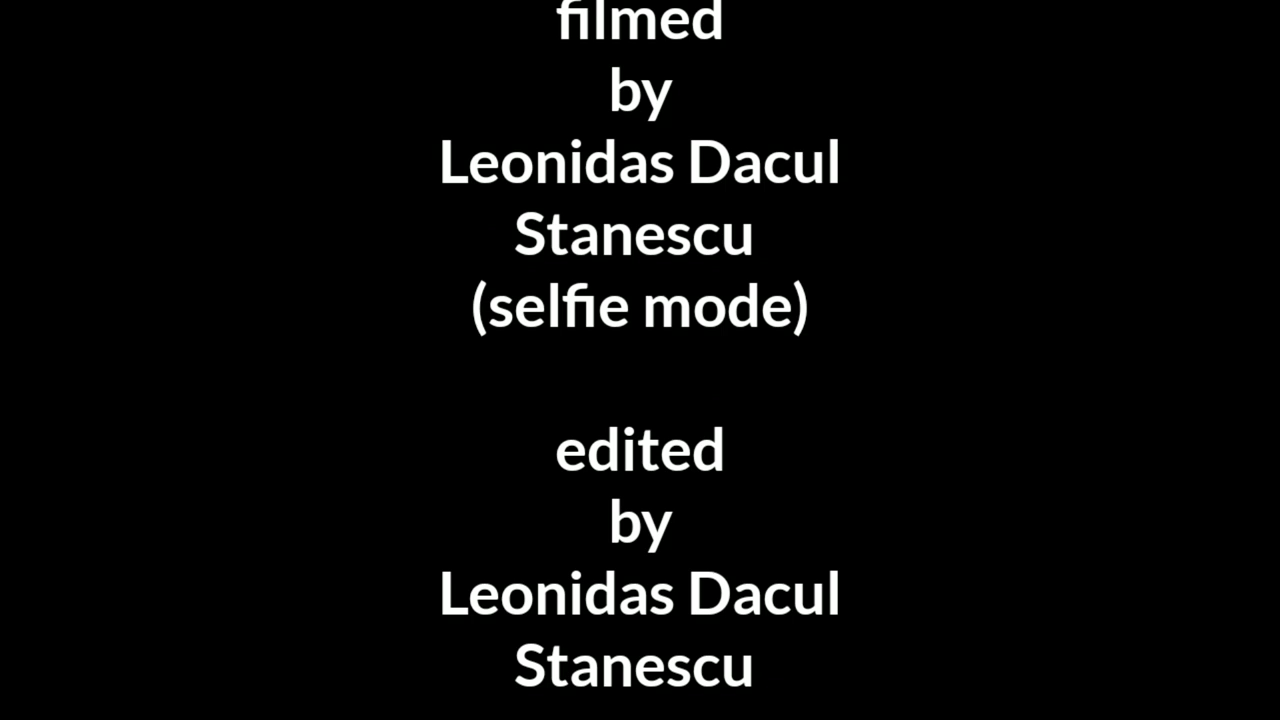 filmed
by
Leonidas Dacul
Stanescu
(selfie mode)
edited
by
Leonidas Dacul
Stanescu